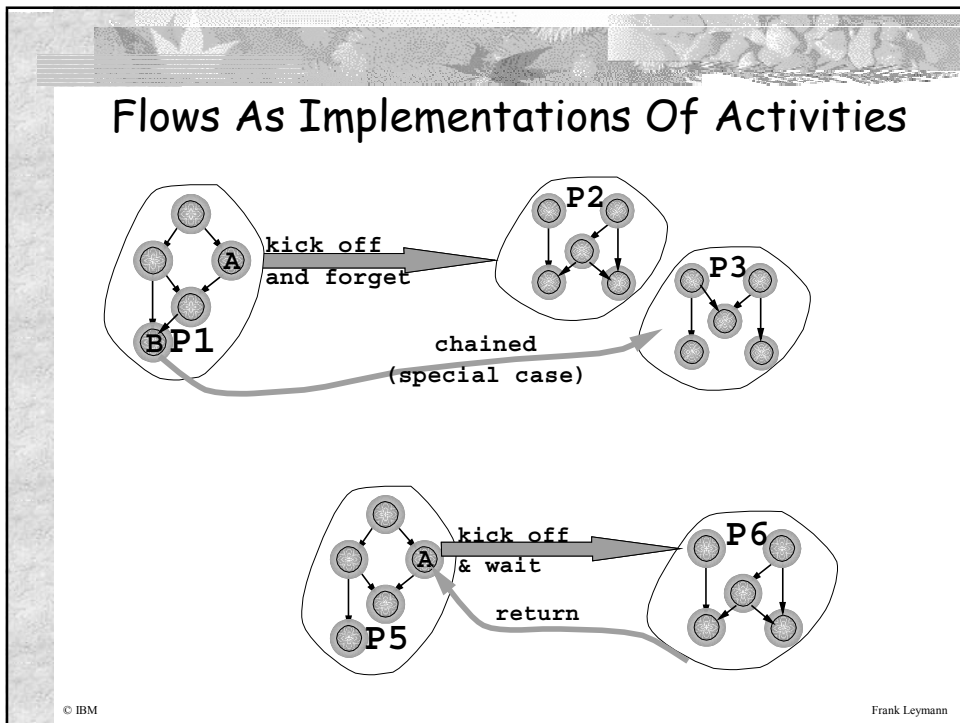 Flows As Implementations Of Activities
P2
kick off
and forget
A
P3
B P1
chained
(special case)
kick off
& wait
A
P6
return
P5
© IBM
Frank Leymann